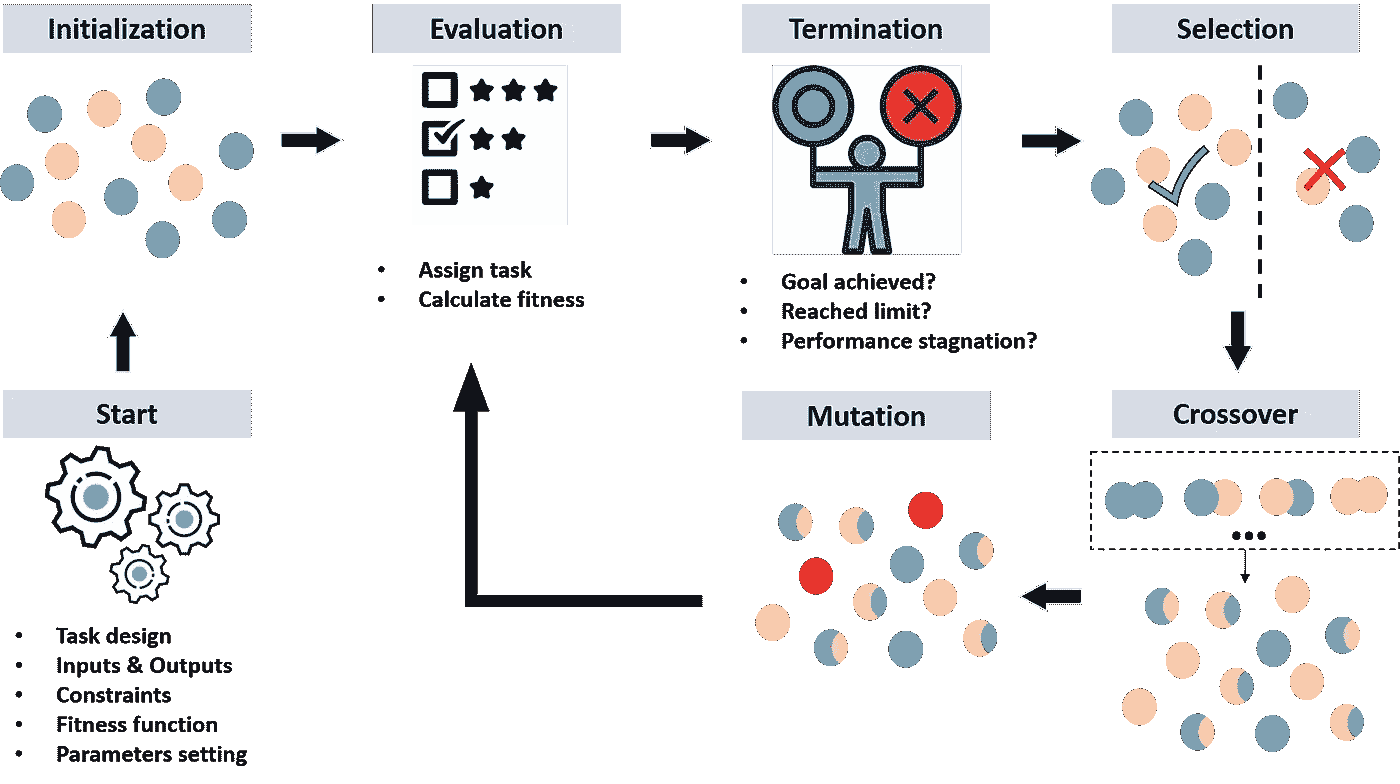 Initialization
Evaluation
Termination
Selection
• Assign task
• Calculate fitness
• Goal achieved?
• Reached limit?
• Performance stagnation?
Start
Mutation
Crossover
• Task design
• Inputs & Outputs
• Constraints
• Fitness function
• Parameters setting